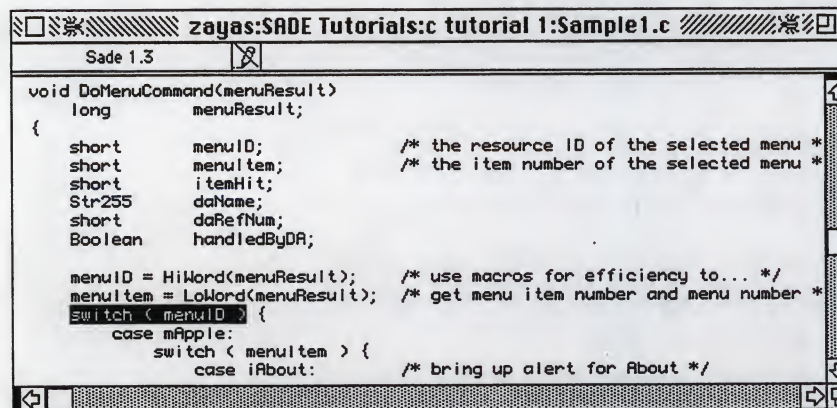 zayas:SADE Tutorials:c tutorial 1:Sample1.c
Sade 1.3
void DoMenuCommand(menuResult)
    long        menuResult;
{
    short       menuID;             /* the resource ID of the selected menu *
    short       menuItem;           /* the item number of the selected menu *
    short       itemHit;
    Str255      daName;
    short       daRefNum;
    Boolean     handledByDA;
    menuID = HiWord(menuResult);    /* use macros for efficiency to... */
    menuItem = LoWord(menuResult);  /* get menu item number and menu number *
    switch ( menuID ) {
        case mApple:
            switch ( menuItem ) {
                case iAbout:        /* bring up alert for About */